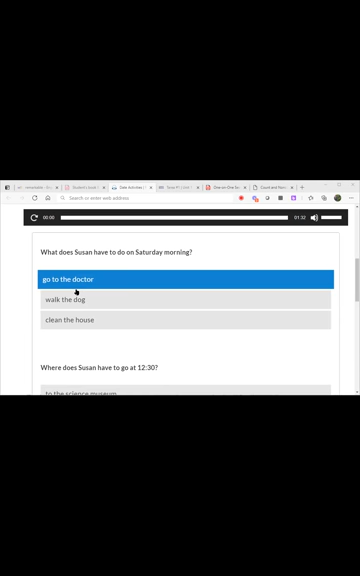 Search or enter web address
00:00
01:32
What does Susan have to do on Saturday morning?
go to the doctor
walk the dog
clean the house
Where does Susan have to go at 12:30?
to the science museum